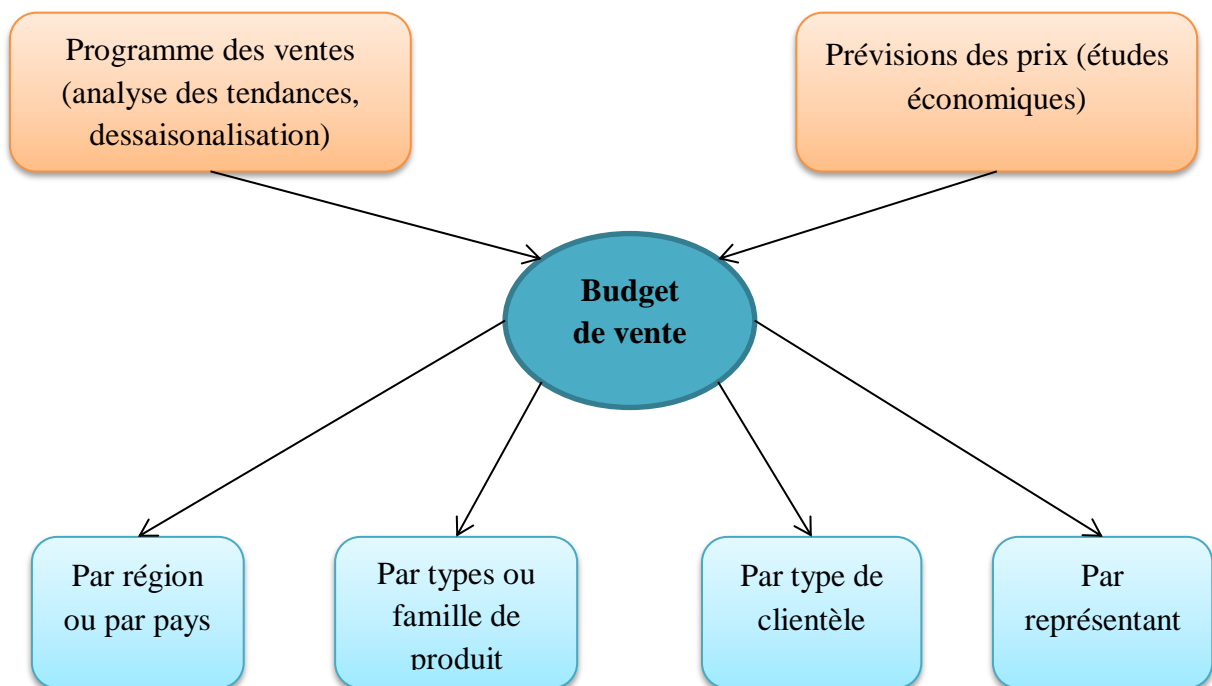 Programme des ventes
(analyse des tendances,
dessaisonalisation)
Prévisions des prix (études
économiques)
Budget
de vente
Par région
ou par pays
Par types ou
famille de
produit
Par type de
clientèle
Par
représentant